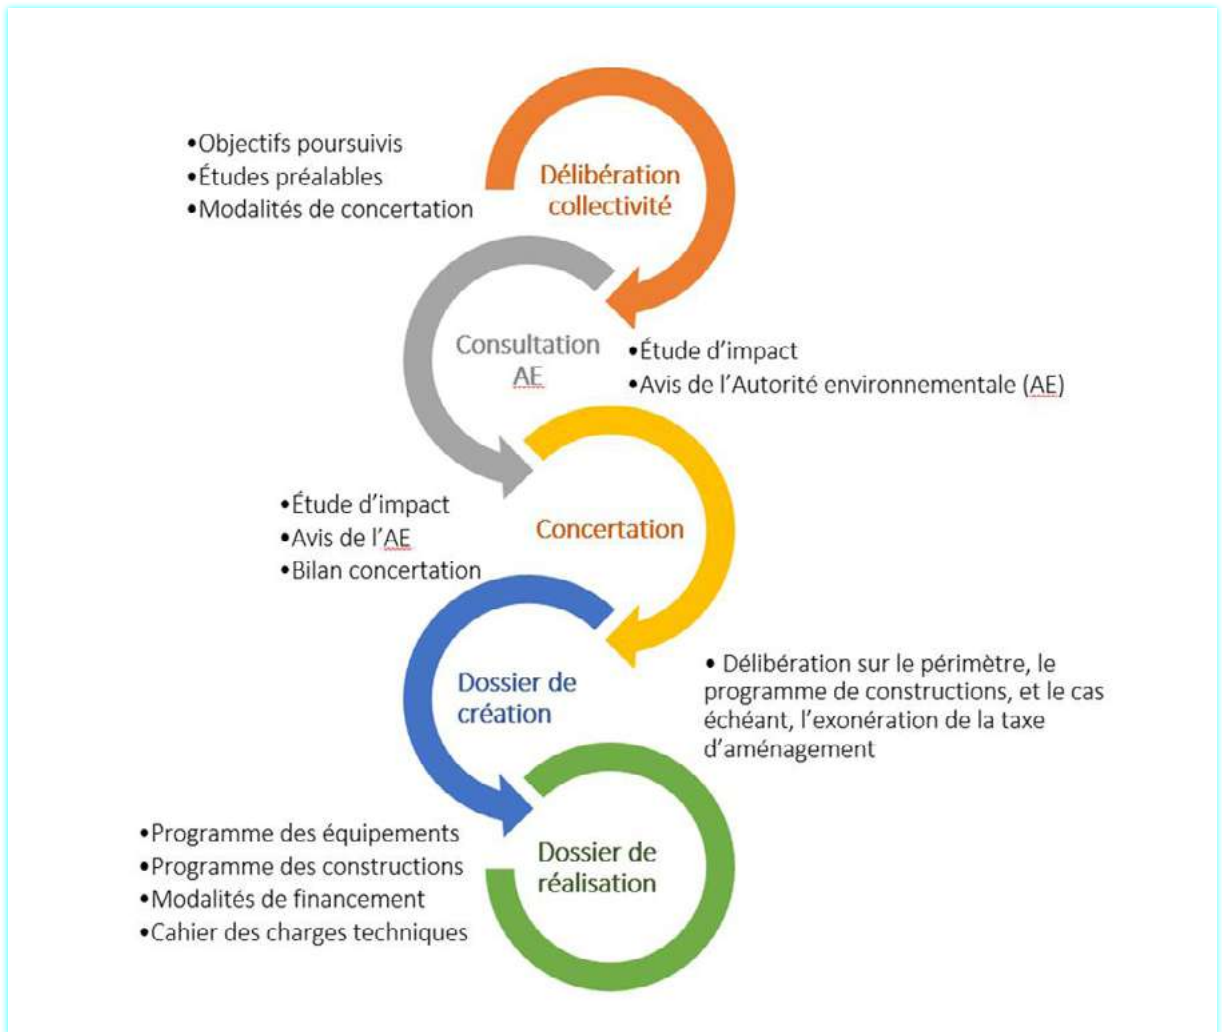 •Objectifs poursuivis
•Études préalables
•Modalités de concertation
Délibération
collectivité
Consultation
AE
•Étude d'impact
•Avis de l'Autorité environnementale (AE)
•Étude d'impact
•Avis de l'AE
•Bilan concertation
Concertation
Dossier de
création
• Délibération sur le périmètre, le
programme de constructions, et le cas
échéant, l'exonération de la taxe
d'aménagement
•Programme des équipements
•Programme des constructions
•Modalités de financement
•Cahier des charges techniques
Dossier de
réalisation